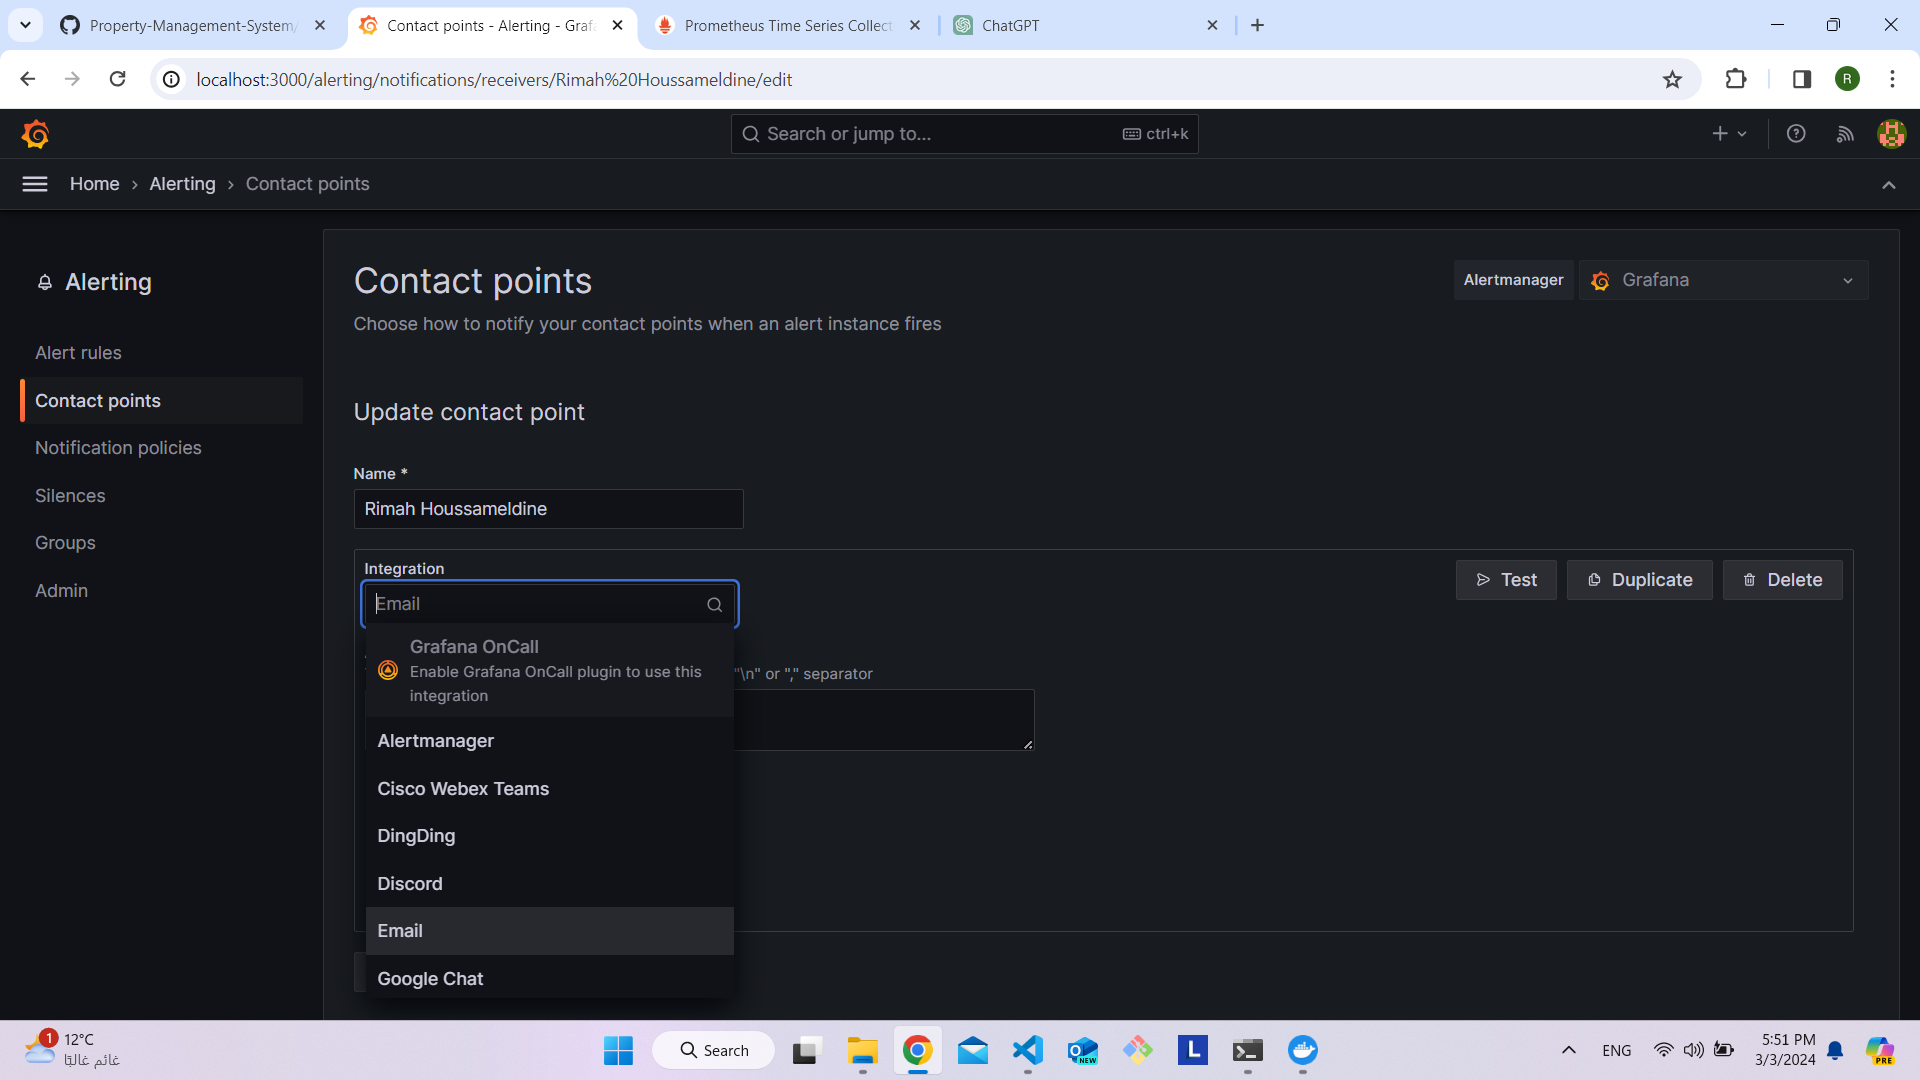 Property-Management-System/
Contact points - Alerting - Grafa
Prometheus Time Series Collect
ChatGPT
localhost:3000/alerting/notifications/receivers/Rimah%20Houssameldine/edit
R
Search or jump to...
ctrl+k
Home › Alerting › Contact points
Alerting
Alert rules
Contact points
Notification policies
Silences
Groups
Admin
Contact points
Choose how to notify your contact points when an alert instance fires
Alertmanager
Grafana
Update contact point
Name *
Rimah Houssameldine
Integration
Test
Duplicate
Delete
Email
Grafana OnCall
Enable Grafana OnCall plugin to use this
integration
"\n" or "," separator
Alertmanager
Cisco Webex Teams
DingDing
Discord
Email
Google Chat
1
12°C
غائم غالبًا
Search
NEW
L
ENG
5:51 PM
3/3/2024
PRE